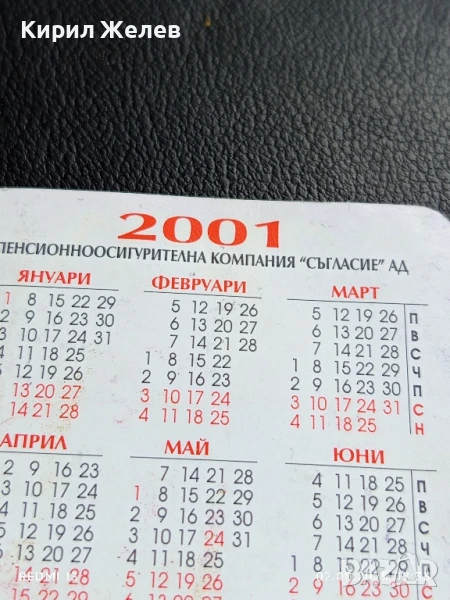 Кирил Желев
2001
ПЕНСИОННООСИГУРИТЕЛНА КОМПАНИЯ "СЪГЛАСИЕ" АД
ЯНУАРИ ФЕВРУАРИ МАРТ
1 8 15 22 29 5 12 19 26 5 12 19 26 П
2 9 16 23 30 6 13 20 27 6 13 20 27 В
3 10 17 24 31 7 14 21 28 7 14 21 28 С
11 18 25 1 8 15 22 1 8 15 22 29 Ч
12 19 26 2 9 16 23 2 9 16 23 30 П
13 20 27 3 10 17 24 3 10 17 24 31 С
14 21 28 4 11 18 25 4 11 18 25 Н
АПРИЛ МАЙ ЮНИ
2 9 16 23 7 14 21 28 4 11 18 25 П
3 10 17 24 1 8 15 22 29 5 12 19 26 В
11 18 25 2 9 16 23 30 6 13 20 27 С
12 19 26 3 10 17 24 31 7 14 21 28
13 20 27 4 11 18 25 1 8 15 22
14 21 28 5 12 19 26 2 9 16
REDMI 12